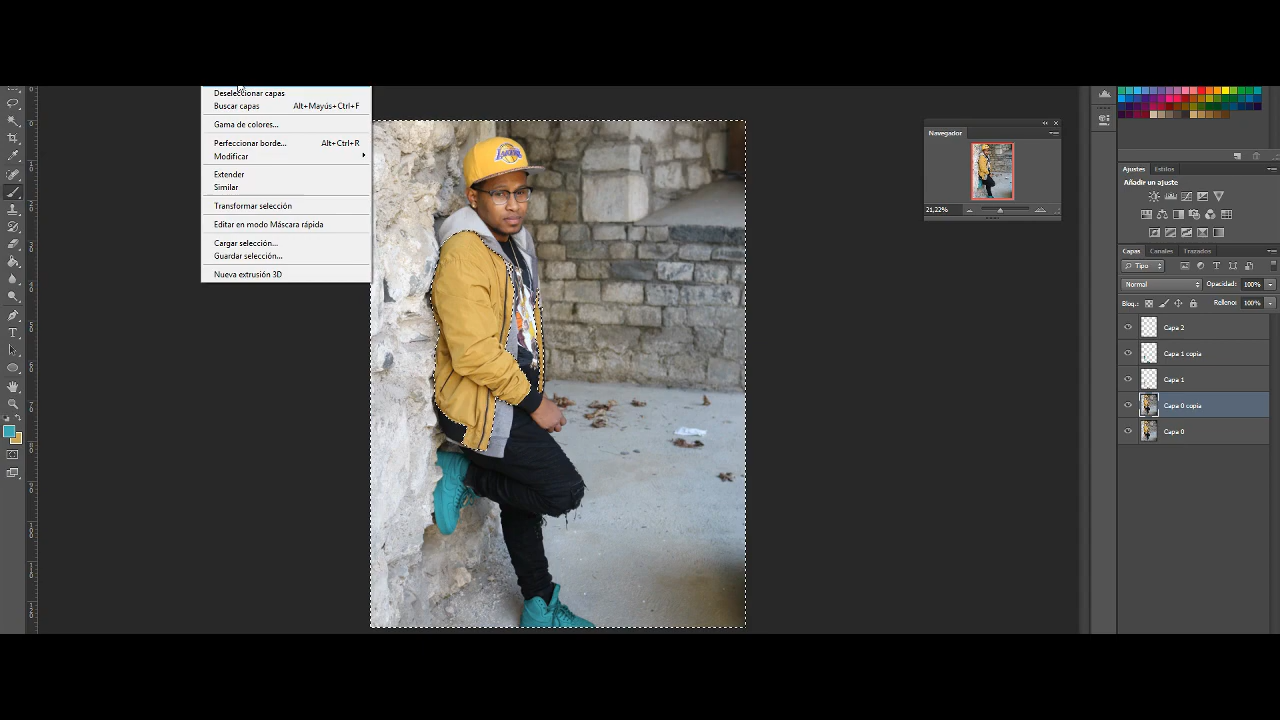 Deseleccionar capas
Buscar capas Alt+Mayús+Ctrl+F
Gama de colores...
Perfeccionar borde... Alt+Ctrl+R
Modificar
Extender
Similar
Transformar selección
Editar en modo Máscara rápida
Cargar selección...
Guardar selección...
Nueva extrusión 3D
LAKERS
Navegador
21,22%
Ajustes Estilos
Añadir un ajuste
Capas Canales Trazados
Tipo
Normal Opacidad: 100%
Bloq.: Relleno: 100%
Capa 2
Capa 1 copia
Capa 1
Capa 0 copia
Capa 0